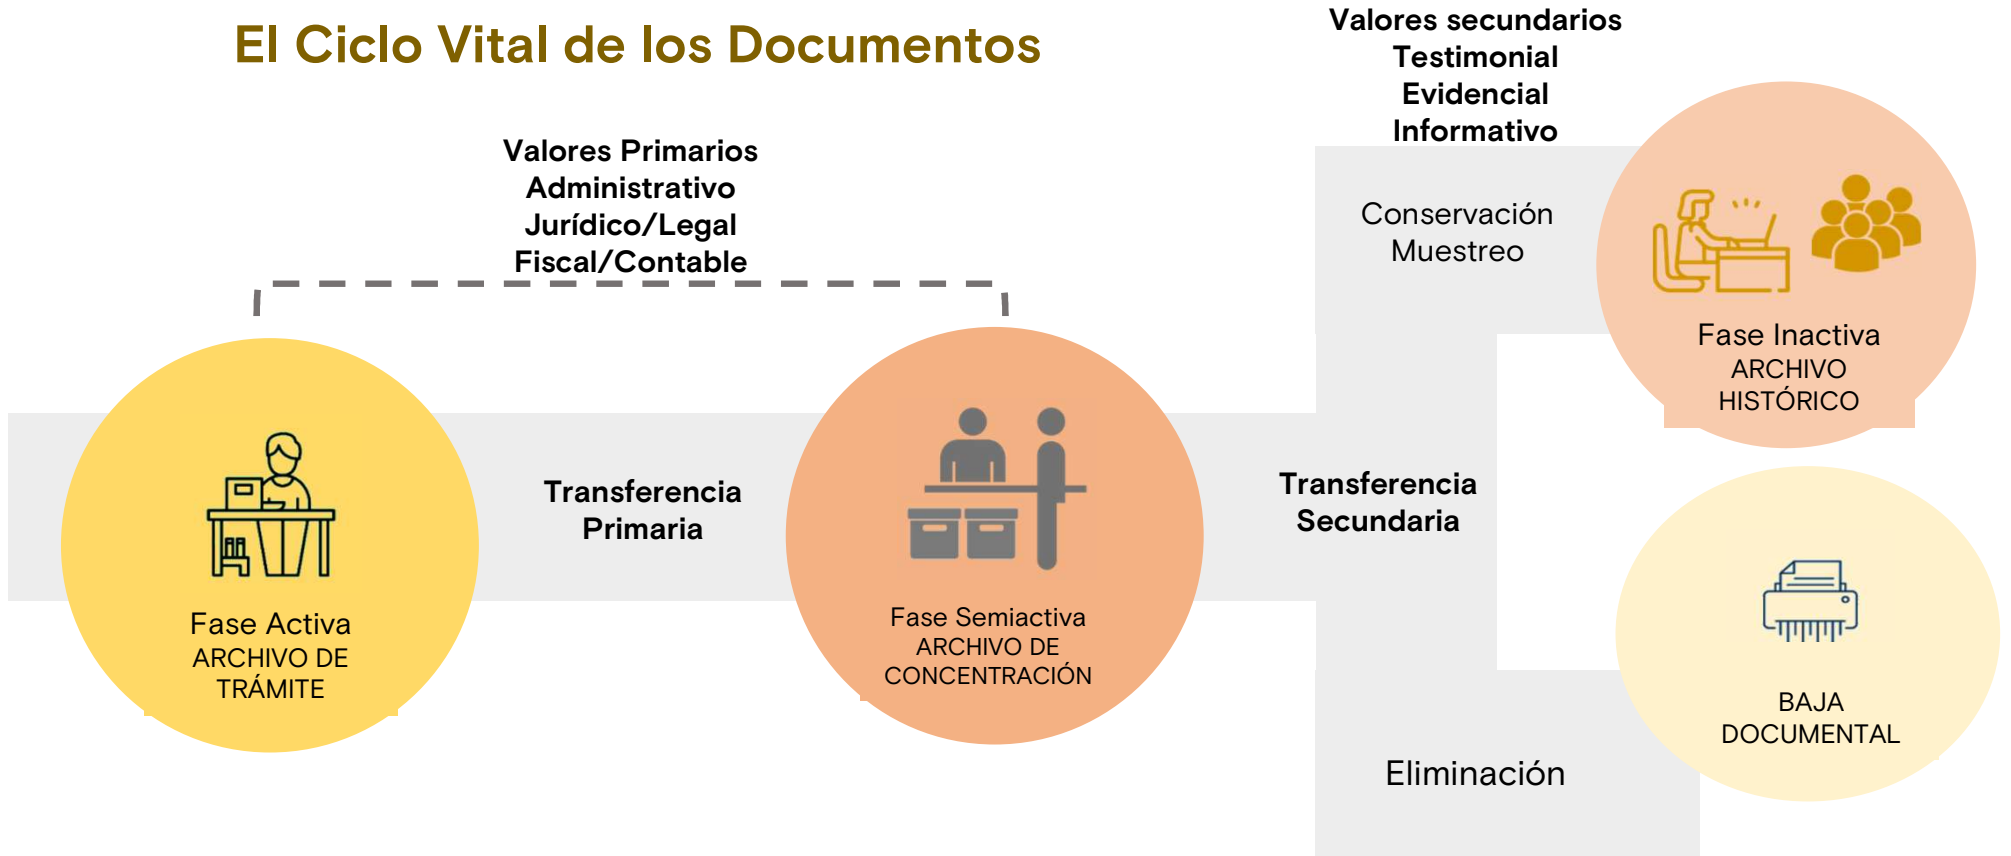 El Ciclo Vital de los Documentos
Valores Primarios
Administrativo
Jurídico/Legal
Fiscal/Contable
Fase Activa
ARCHIVO DE
TRÁMITE
Transferencia
Primaria
Fase Semiactiva
ARCHIVO DE
CONCENTRACIÓN
Transferencia
Secundaria
Valores secundarios
Testimonial
Evidencial
Informativo
Conservación
Muestreo
Fase Inactiva
ARCHIVO
HISTÓRICO
Eliminación
BAJA
DOCUMENTAL